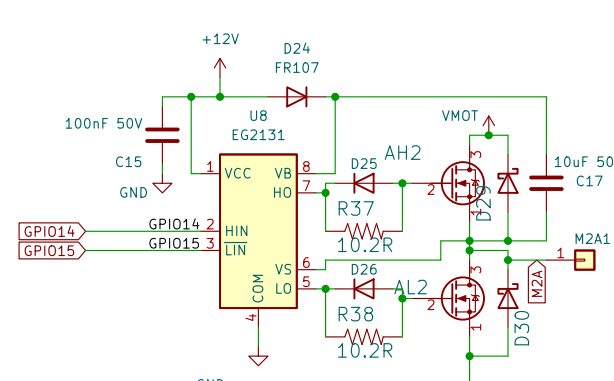 +12V
D24
FR107
100nF 50V
C15
GND
U8
EG2131
VMOT
AH2
D25
10uF 50
C17
1 VCC VB 8
HO 7
2
3
1
D29
R37
10.2R
GPIO14 GPIO14 2 HIN
GPIO15 GPIO15 3 LIN
M2A1
1
VS 6
D26
AL2
M2A
LO 5
COM
4
R38
10.2R
2
3
1
D30